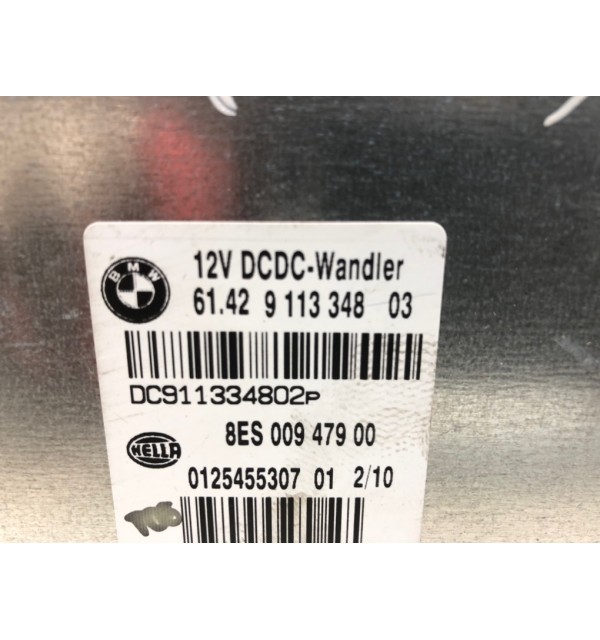 BMW
12V DCDC-Wandler
61.42 9 113 348 03
DC911334802P
HELLA
8ES 009 479 00
0125455307 01 2/10